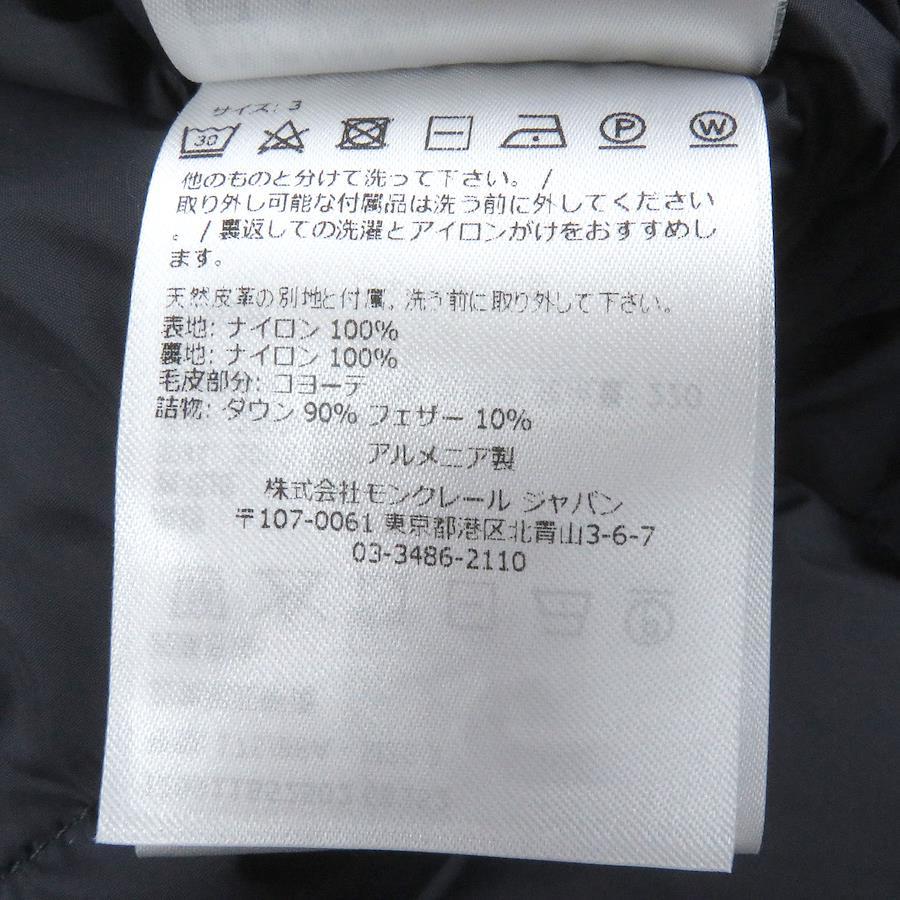 サイズ: 3
30 P W
他のものと分けて洗って下さい。/
取り外し可能な付属品は洗う前に外してください
。/ 裏返しての洗濯とアイロンがけをおすすめし
ます。
天然皮革の別地と付属, 洗う前に取り外して下さい。
表地: ナイロン 100%
裏地: ナイロン 100%
毛皮部分: コヨーテ
詰物: ダウン 90% フェザー 10%
アルメニア製
株式会社モンクレール ジャパン
〒107-0061 東京都港区北青山3-6-7
03-3486-2110